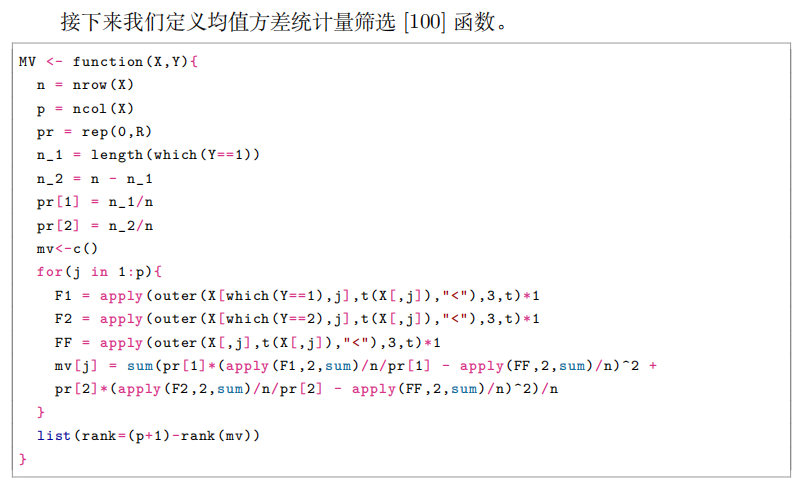 接下来我们定义均值方差统计量筛选 [100] 函数。
MV <- function(X,Y){
  n = nrow(X)
  p = ncol(X)
  pr = rep(0,R)
  n_1 = length(which(Y==1))
  n_2 = n - n_1
  pr[1] = n_1/n
  pr[2] = n_2/n
  mv<-c()
  for(j in 1:p){
    F1 = apply(outer(X[which(Y==1),j],t(X[,j]),"<"),3,t)*1
    F2 = apply(outer(X[which(Y==2),j],t(X[,j]),"<"),3,t)*1
    FF = apply(outer(X[,j],t(X[,j]),"<"),3,t)*1
    mv[j] = sum(pr[1]*(apply(F1,2,sum)/n/pr[1] - apply(FF,2,sum)/n)^2 +
    pr[2]*(apply(F2,2,sum)/n/pr[2] - apply(FF,2,sum)/n)^2)/n
  }
  list(rank=(p+1)-rank(mv))
}